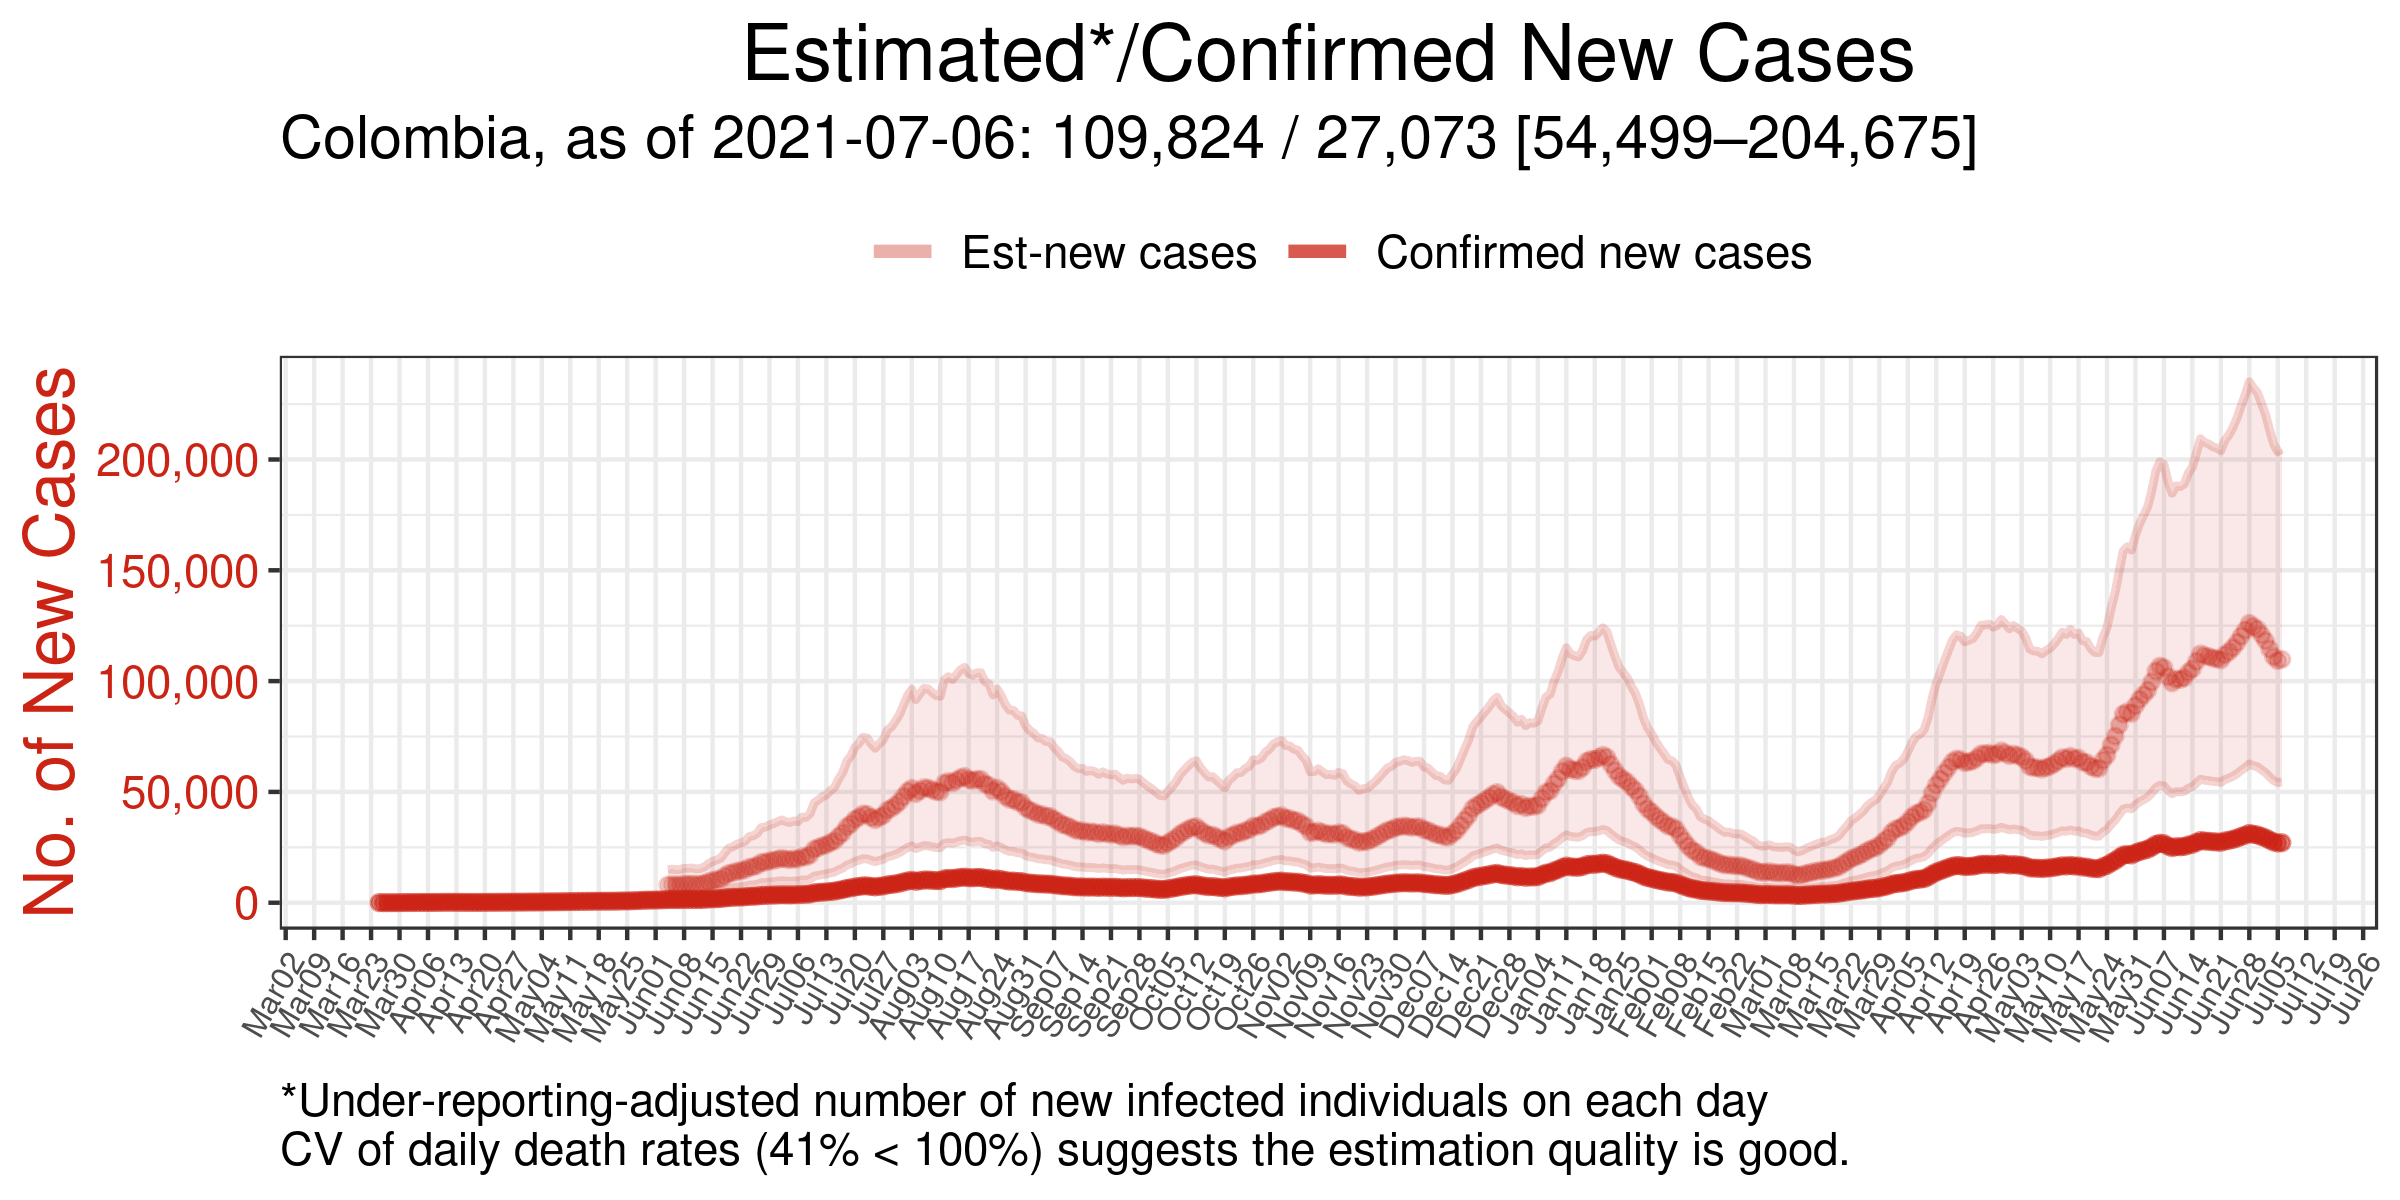 Estimated*/Confirmed New Cases
Colombia, as of 2021-07-06: 109,824 / 27,073 [54,499–204,675]
Est-new cases
Confirmed new cases
No. of New Cases
200,000
150,000
100,000
50,000
0
Mar02
Mar09
Mar16
Mar23
Mar30
Apr06
Apr13
Apr20
Apr27
May04
May11
May18
May25
Jun01
Jun08
Jun15
Jun22
Jun29
Jul06
Jul13
Jul20
Jul27
Aug03
Aug10
Aug17
Aug24
Aug31
Sep07
Sep14
Sep21
Sep28
Oct05
Oct12
Oct19
Oct26
Nov02
Nov09
Nov16
Nov23
Nov30
Dec07
Dec14
Dec21
Dec28
Jan04
Jan11
Jan18
Jan25
Feb01
Feb08
Feb15
Feb22
Mar01
Mar08
Mar15
Mar22
Mar29
Apr05
Apr12
Apr19
Apr26
May03
May10
May17
May24
May31
Jun07
Jun14
Jun21
Jun28
Jul05
Jul12
Jul19
Jul26
*Under-reporting-adjusted number of new infected individuals on each day
CV of daily death rates (41% < 100%) suggests the estimation quality is good.